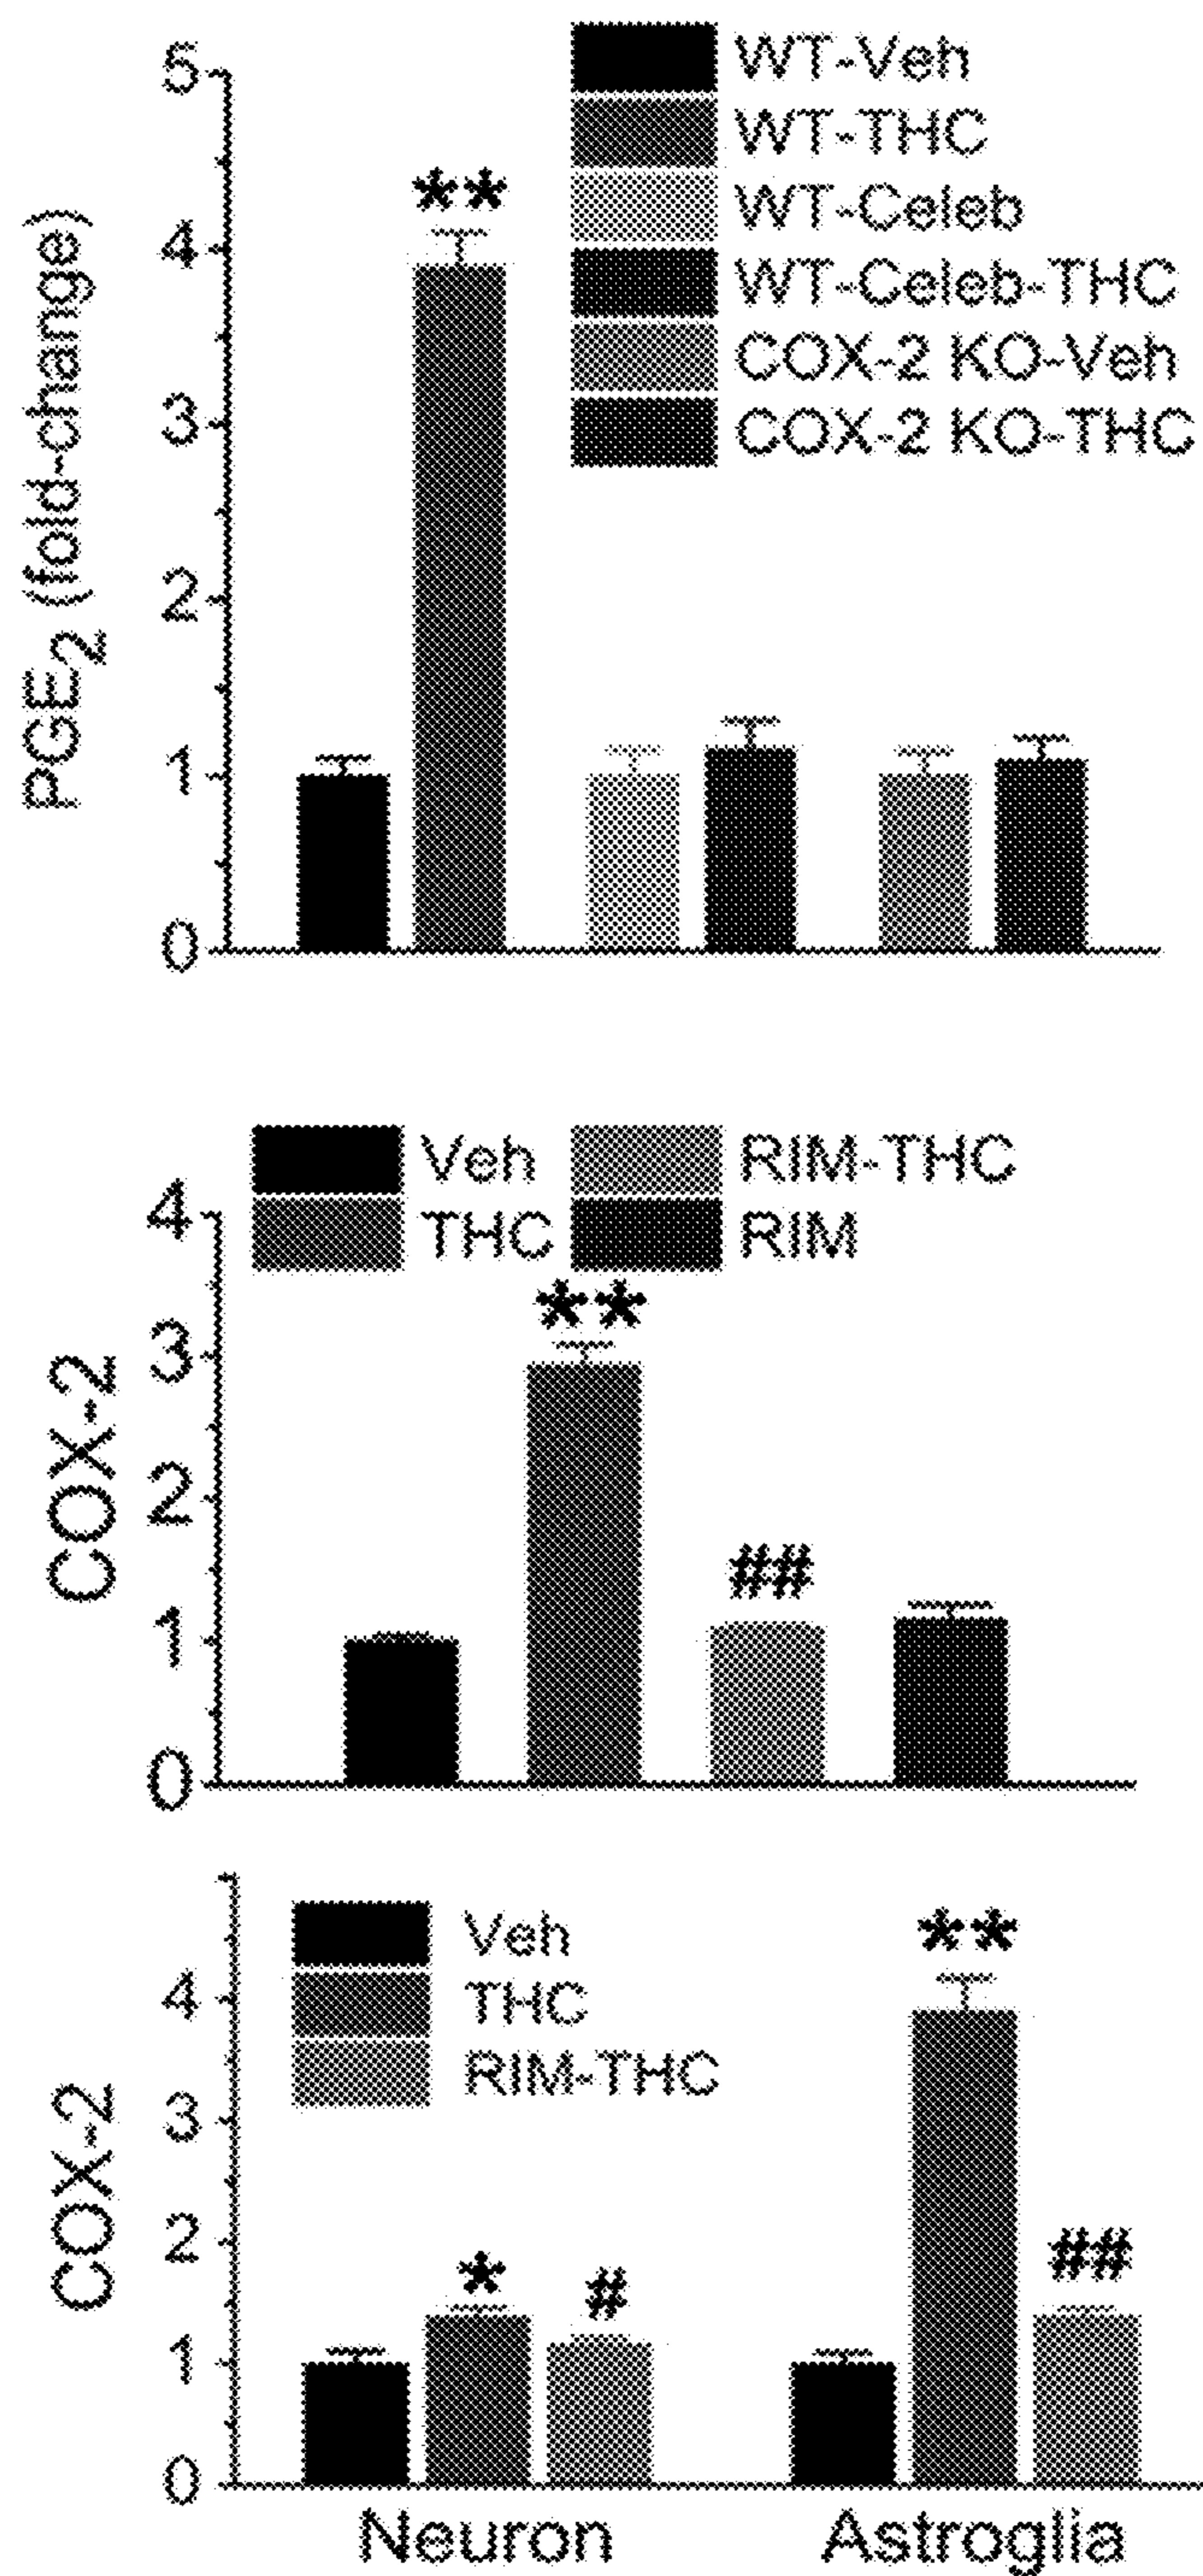 5
4
3
2
1
0
PGE2 (fold-change)
**
WT-Veh
WT-THC
WT-Celeb
WT-Celeb-THC
COX-2 KO-Veh
COX-2 KO-THC
Veh
THC
RIM-THC
RIM
4
3
2
1
0
COX-2
**
##
Veh
THC
RIM-THC
4
3
2
1
0
COX-2
*
#
**
##
Neuron
Astroglia